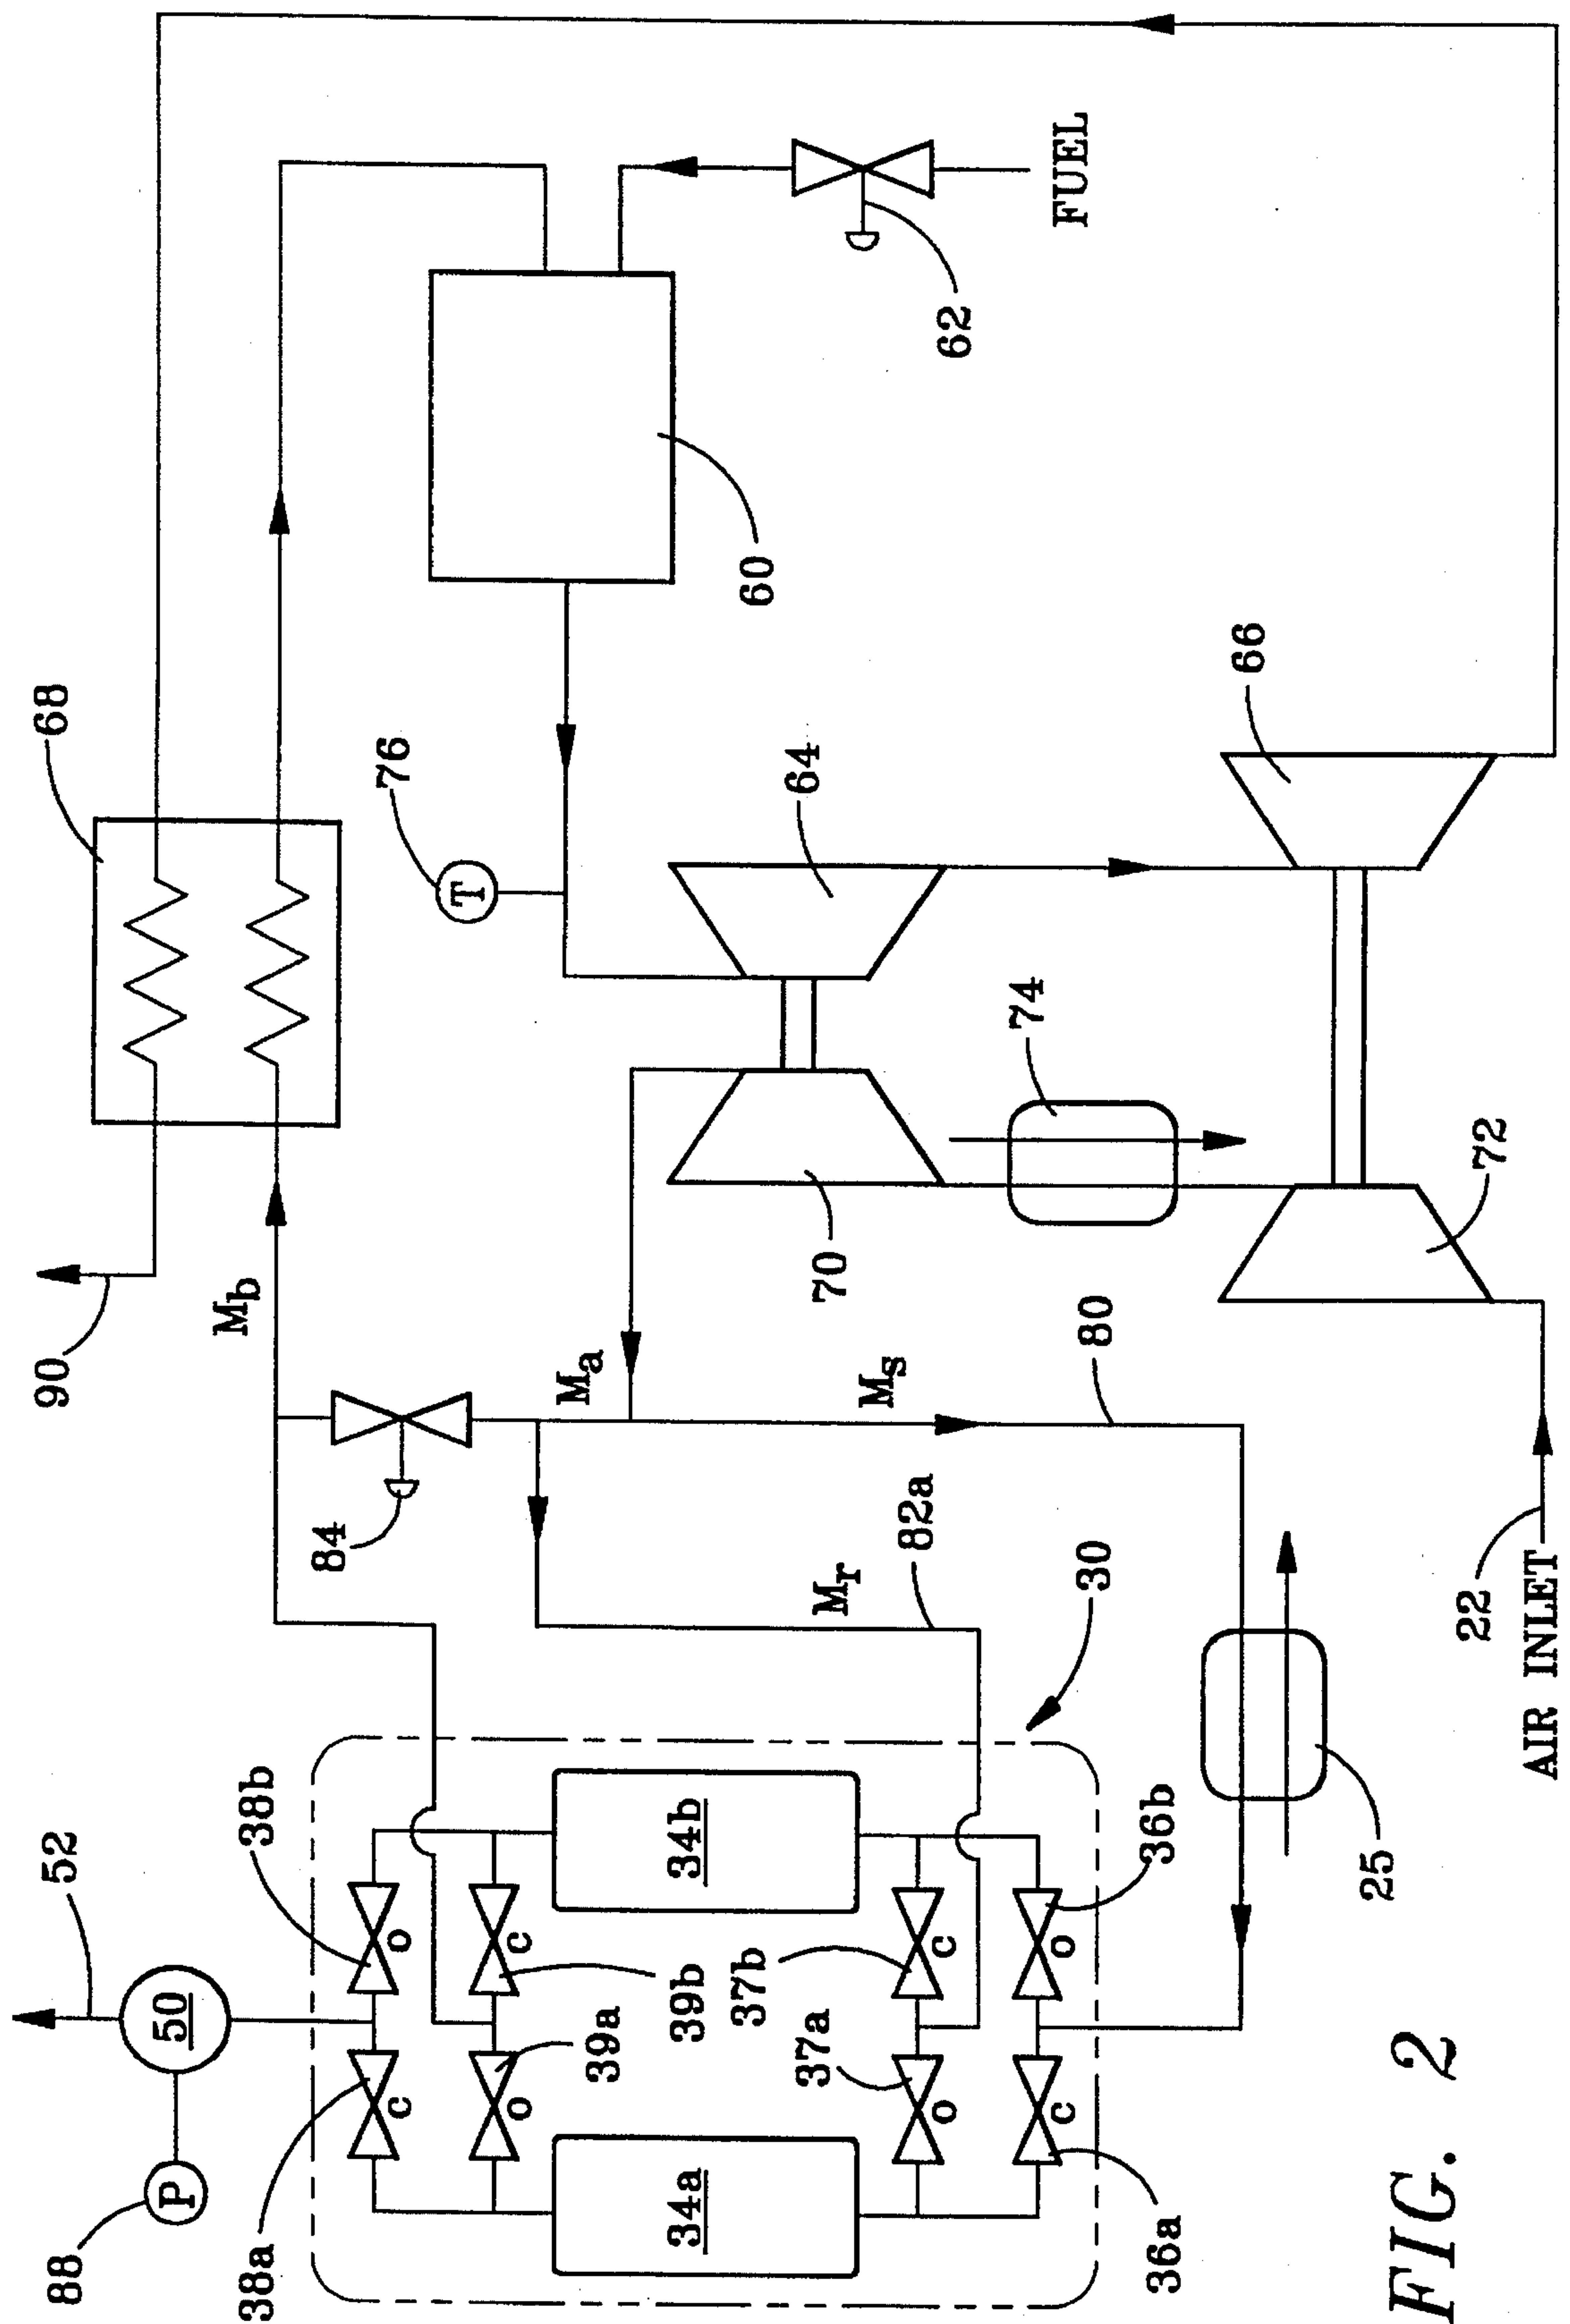 52
90
68
88
P
50
38a
38b
84
Mb
76
T
60
62
FUEL
c
o
39a
39b
o
c
34a
34b
Ma
Ms
Mr
82a
80
30
70
74
64
66
72
37a
37b
o
c
36a
36b
c
o
25
22
AIR INLET
FIG. 2